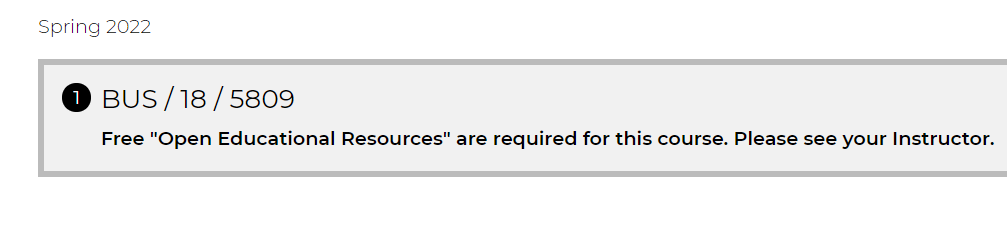 Spring 2022
1 BUS / 18 / 5809
Free "Open Educational Resources" are required for this course. Please see your Instructor.